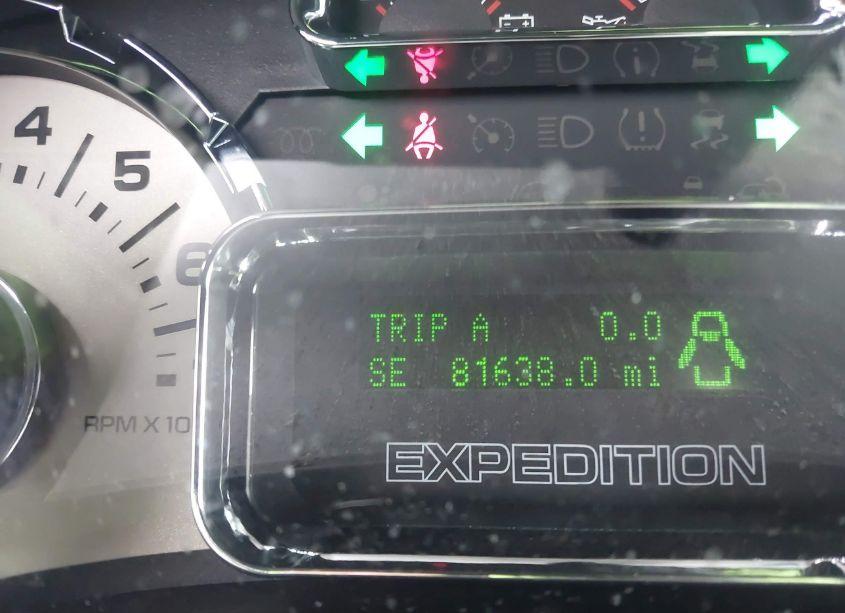 4
5
6
RPM X 10
TRIP A 0.0
SE 81638.0 mi
EXPEDITION